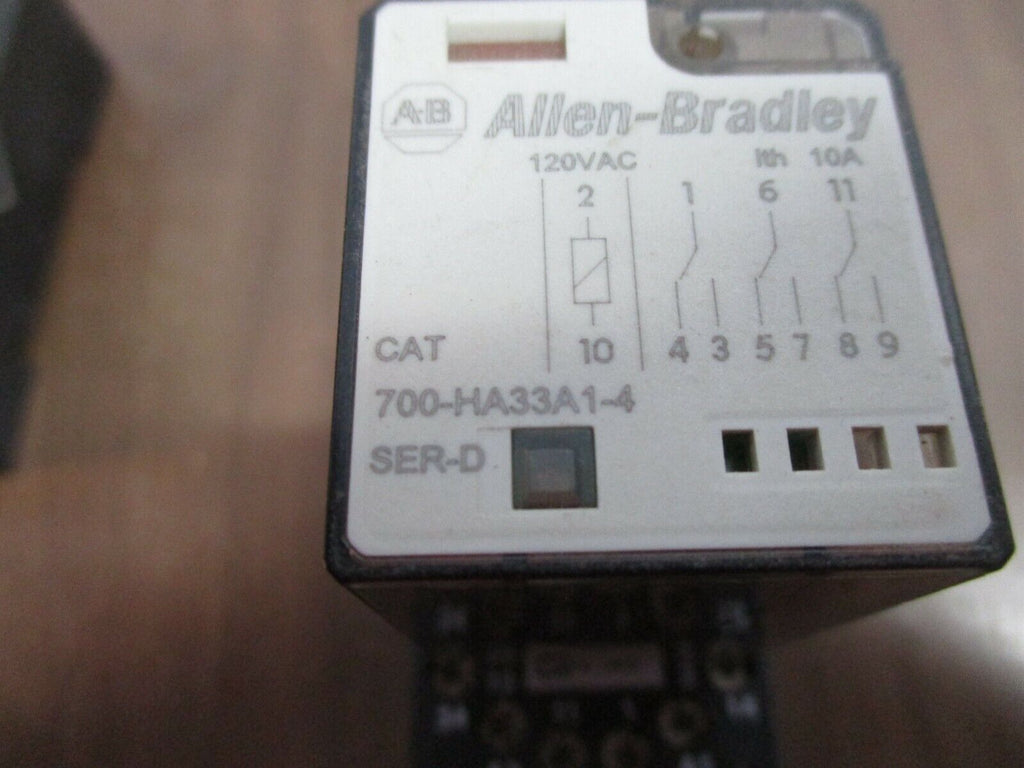 A-B Allen-Bradley
120VAC Ith 10A
2 1 6 11
CAT 10 4 3 5 7 8 9
700-HA33A1-4
SER-D